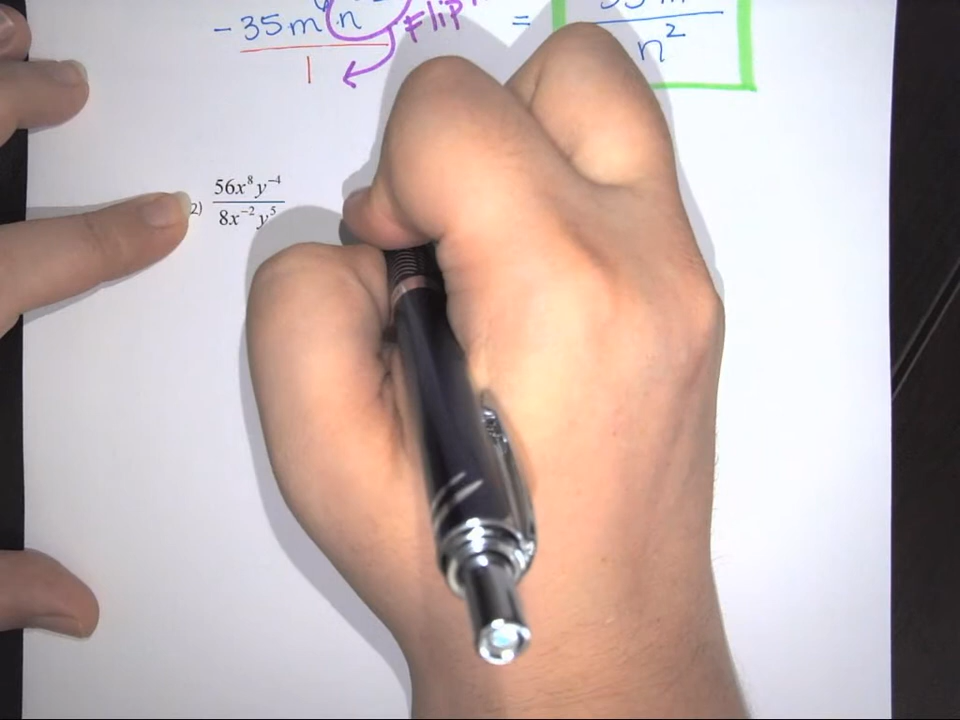 -35m n Flip = 
1 n²
2) 56x⁸y⁻⁴
8x⁻²y⁵